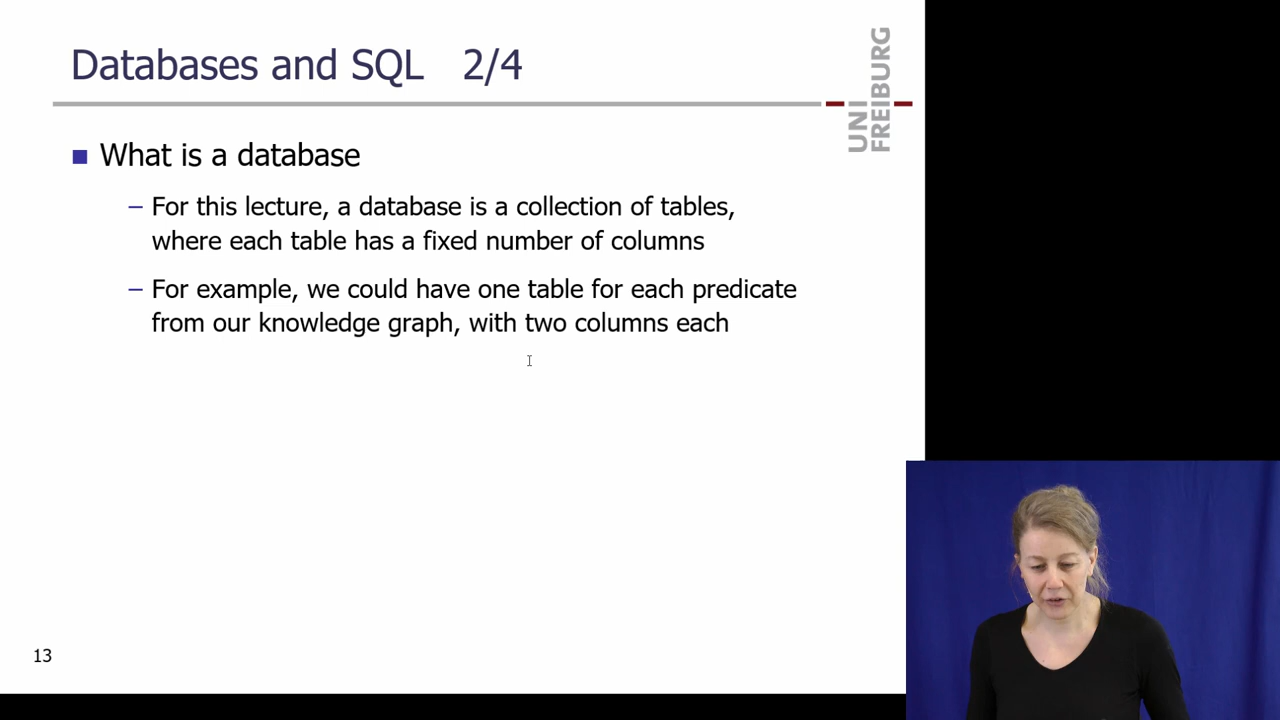 Databases and SQL 2/4
UNI
FREIBURG
■ What is a database
– For this lecture, a database is a collection of tables,
where each table has a fixed number of columns
– For example, we could have one table for each predicate
from our knowledge graph, with two columns each
13